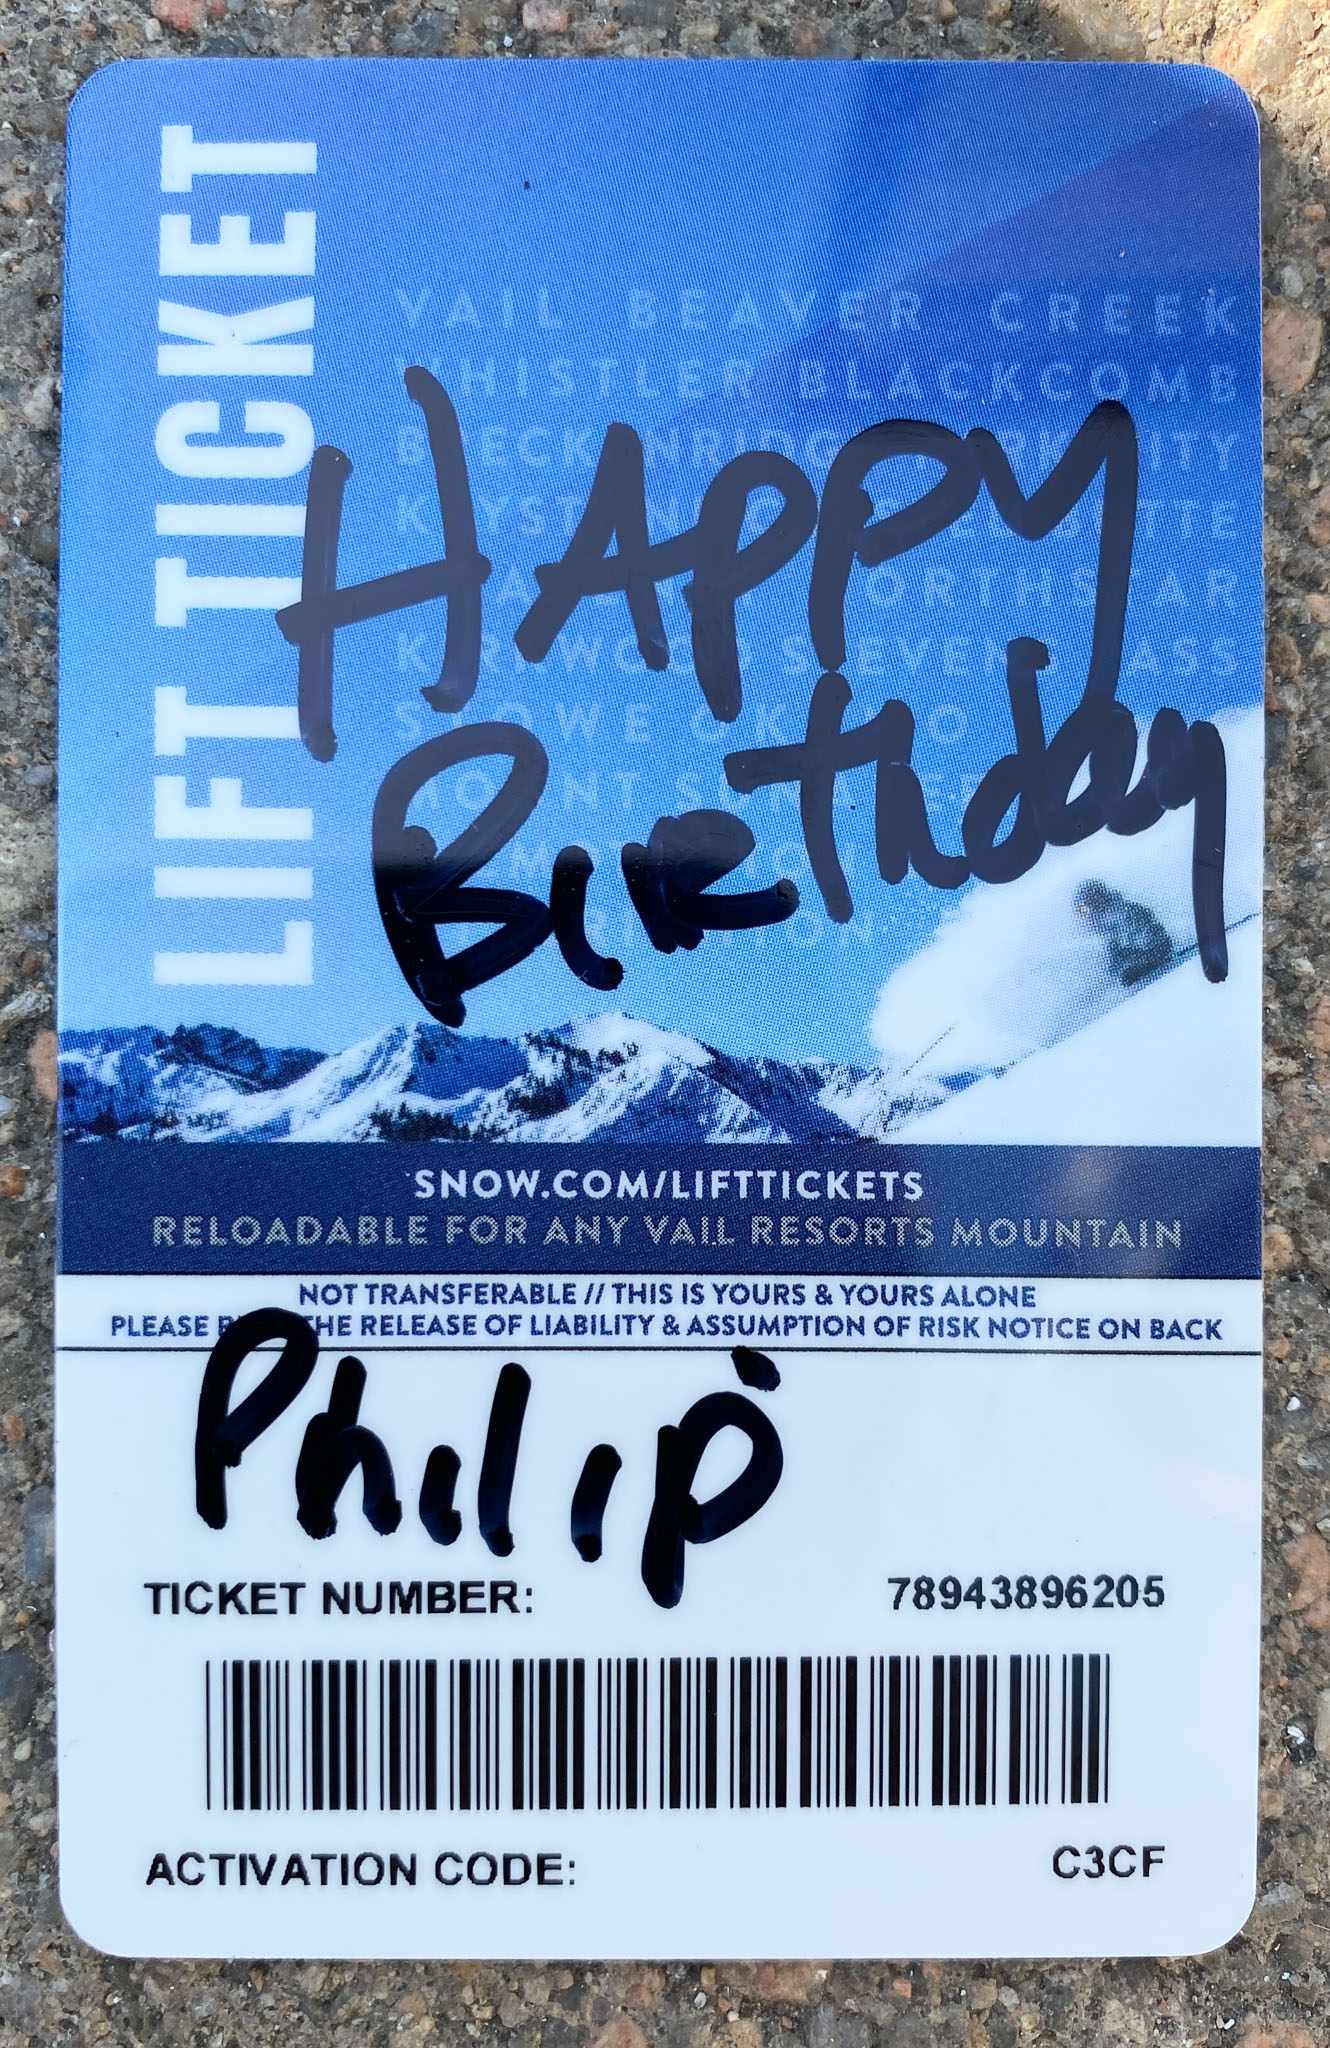 LIFT TICKET
VAIL BEAVER CREEK
WHISTLER BLACKCOMB
HAPPY
BIRthday
SNOW.COM/LIFTTICKETS
RELOADABLE FOR ANY VAIL RESORTS MOUNTAIN
NOT TRANSFERABLE // THIS IS YOURS & YOURS ALONE
PLEASE THE RELEASE OF LIABILITY & ASSUMPTION OF RISK NOTICE ON BACK
Philip
TICKET NUMBER: 78943896205
ACTIVATION CODE: C3CF